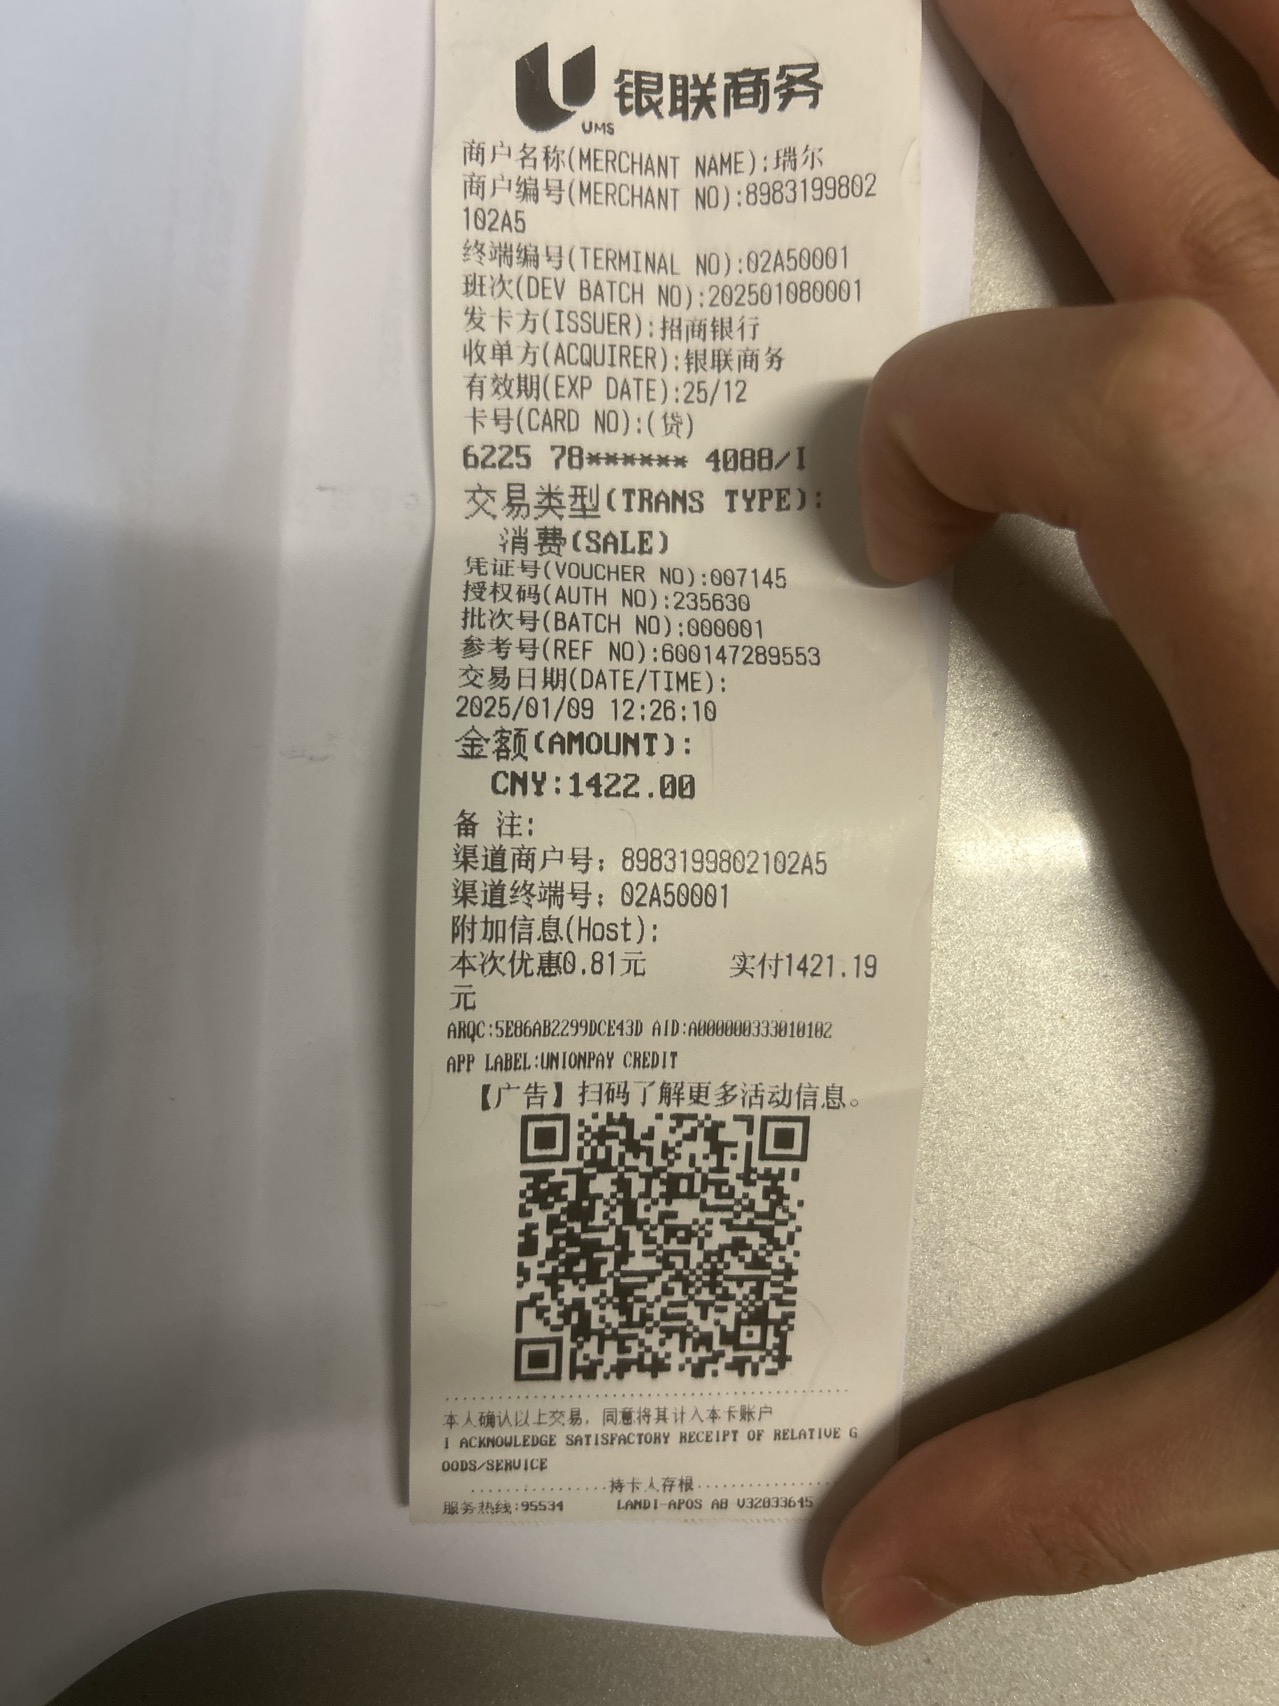 银联商务
UMS
商户名称(MERCHANT NAME):瑞尔
商户编号(MERCHANT NO):8983199802
102A5
终端编号(TERMINAL NO):02A50001
班次(DEV BATCH NO):202501080001
发卡方(ISSUER):招商银行
收单方(ACQUIRER):银联商务
有效期(EXP DATE):25/12
卡号(CARD NO):(贷)
6225 78****** 4088/I
交易类型(TRANS TYPE):
消费(SALE)
凭证号(VOUCHER NO):007145
授权码(AUTH NO):235630
批次号(BATCH NO):000001
参考号(REF NO):600147289553
交易日期(DATE/TIME):
2025/01/09 12:26:10
金额(AMOUNT):
CNY:1422.00
备 注:
渠道商户号：8983199802102A5
渠道终端号：02A50001
附加信息(Host):
本次优惠0.81元 实付1421.19
元
ARQC:5E86AB2299DCE43D AID:A000000333010102
APP LABEL:UNIONPAY CREDIT
【广告】扫码了解更多活动信息。
本人确认以上交易，同意将其计入本卡账户
I ACKNOWLEDGE SATISFACTORY RECEIPT OF RELATIVE G
OODS/SERVICE
持卡人存根
服务热线:95534 LANDI-APOS A8 V32033645